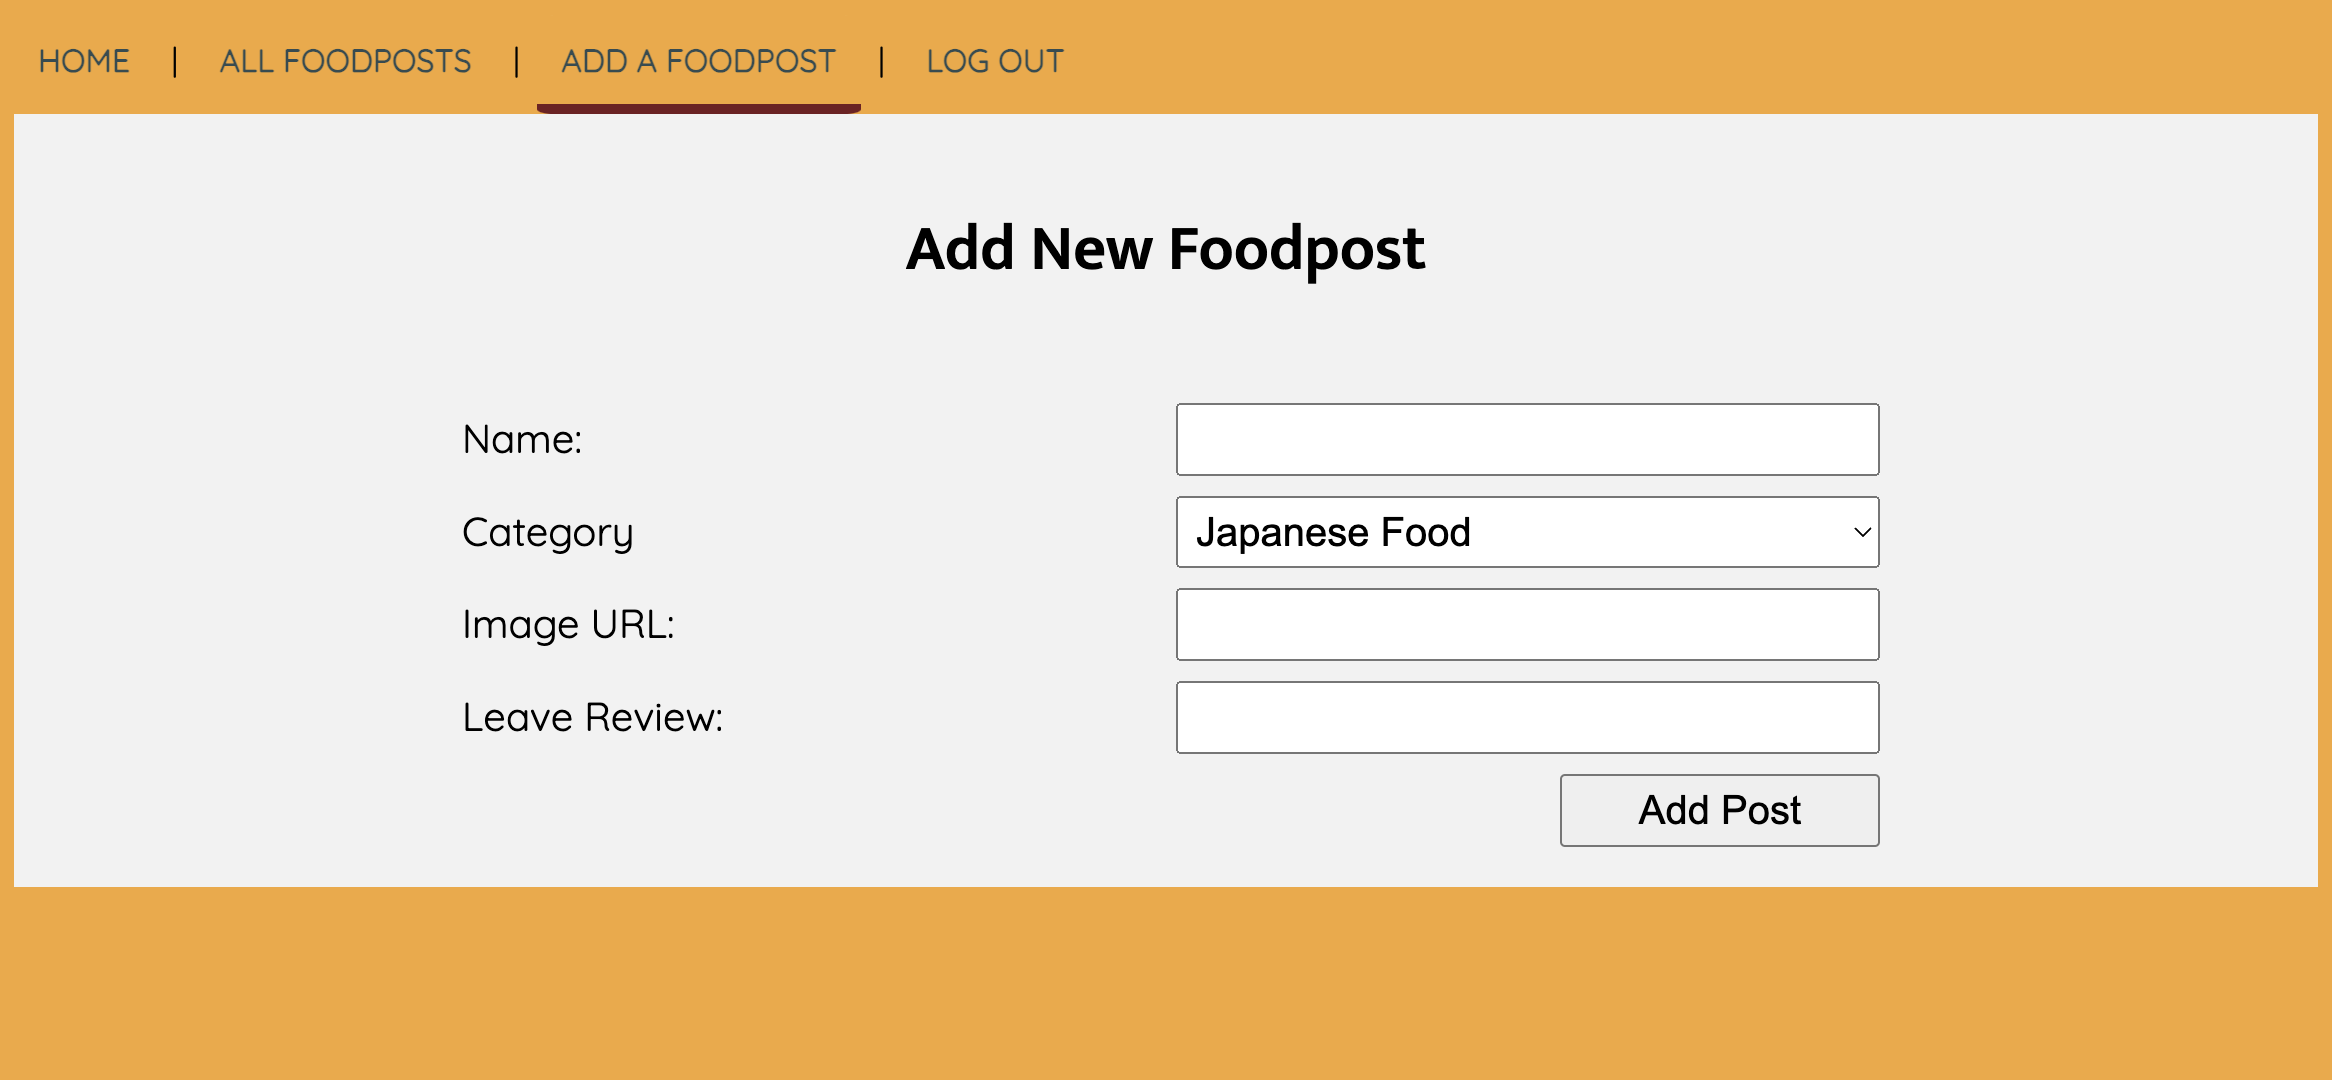 HOME | ALL FOODPOSTS | ADD A FOODPOST | LOG OUT
Add New Foodpost
Name:
Category Japanese Food
Image URL:
Leave Review:
Add Post